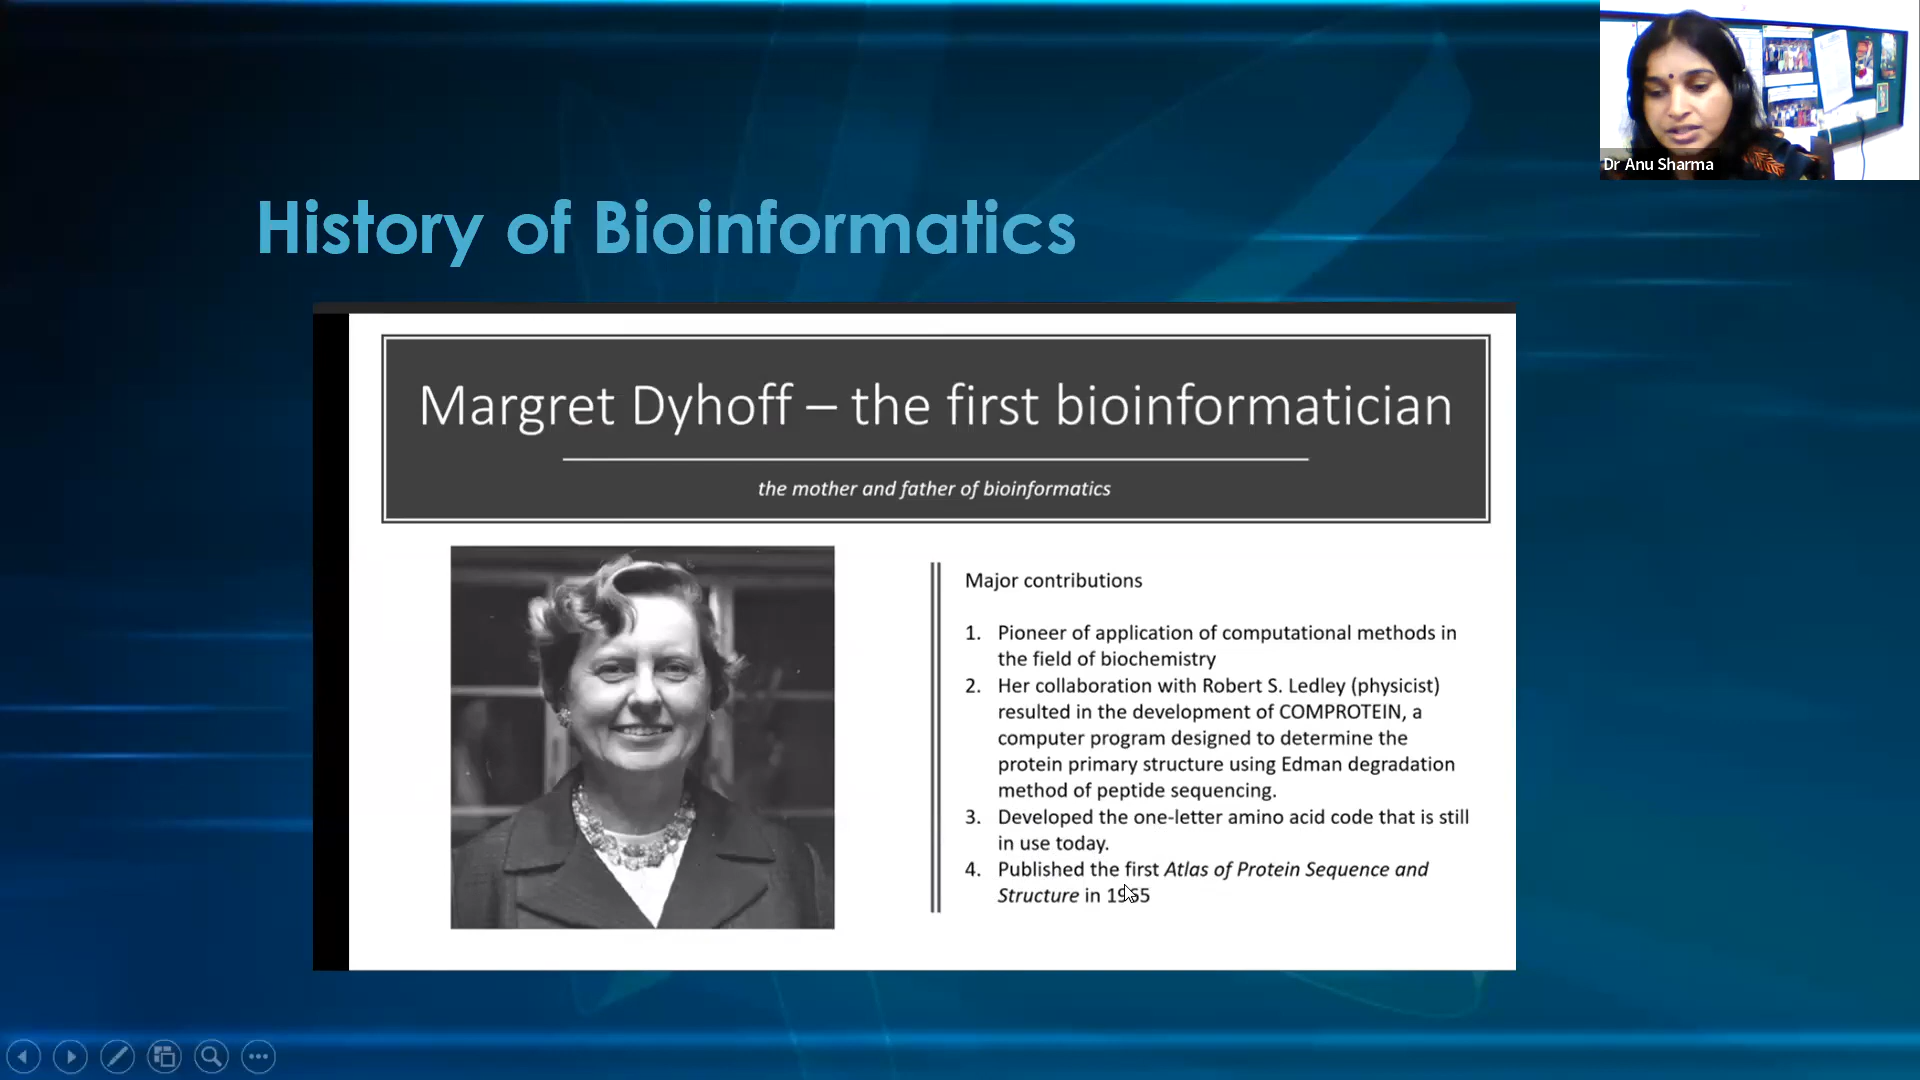 Dr Anu Sharma
History of Bioinformatics
Margret Dyhoff – the first bioinformatician
the mother and father of bioinformatics
Major contributions
1. Pioneer of application of computational methods in
the field of biochemistry
2. Her collaboration with Robert S. Ledley (physicist)
resulted in the development of COMPROTEIN, a
computer program designed to determine the
protein primary structure using Edman degradation
method of peptide sequencing.
3. Developed the one-letter amino acid code that is still
in use today.
4. Published the first Atlas of Protein Sequence and
Structure in 1965